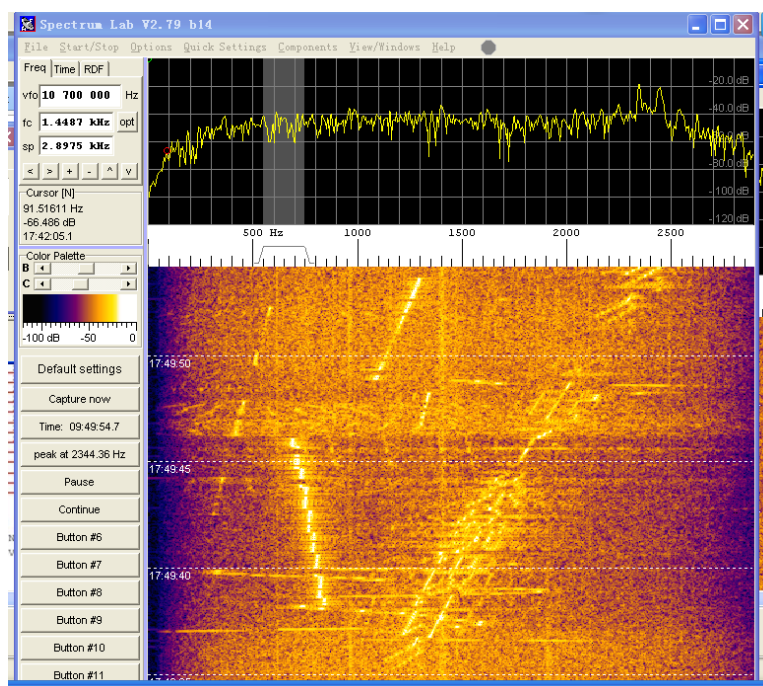 Spectrum Lab V2.79 b14
File Start/Stop Options Quick Settings Components View/Windows Help
Freq Time RDF
vfo 10 700 000 Hz
fc 1.4487 kHz opt
sp 2.8975 kHz
< > + - ^ v
Cursor [N]
91.51611 Hz
-66.486 dB
17:42:05.1
Color Palette
B
C
-100 dB -50 0
Default settings
Capture now
Time: 09:49:54.7
peak at 2344.36 Hz
Pause
Continue
Button #6
Button #7
Button #8
Button #9
Button #10
Button #11
-20.0 dB
-40.0 dB
-80.0 dB
-100 dB
-120 dB
500 Hz 1000 1500 2000 2500
17:49:50
17:49:45
17:49:40